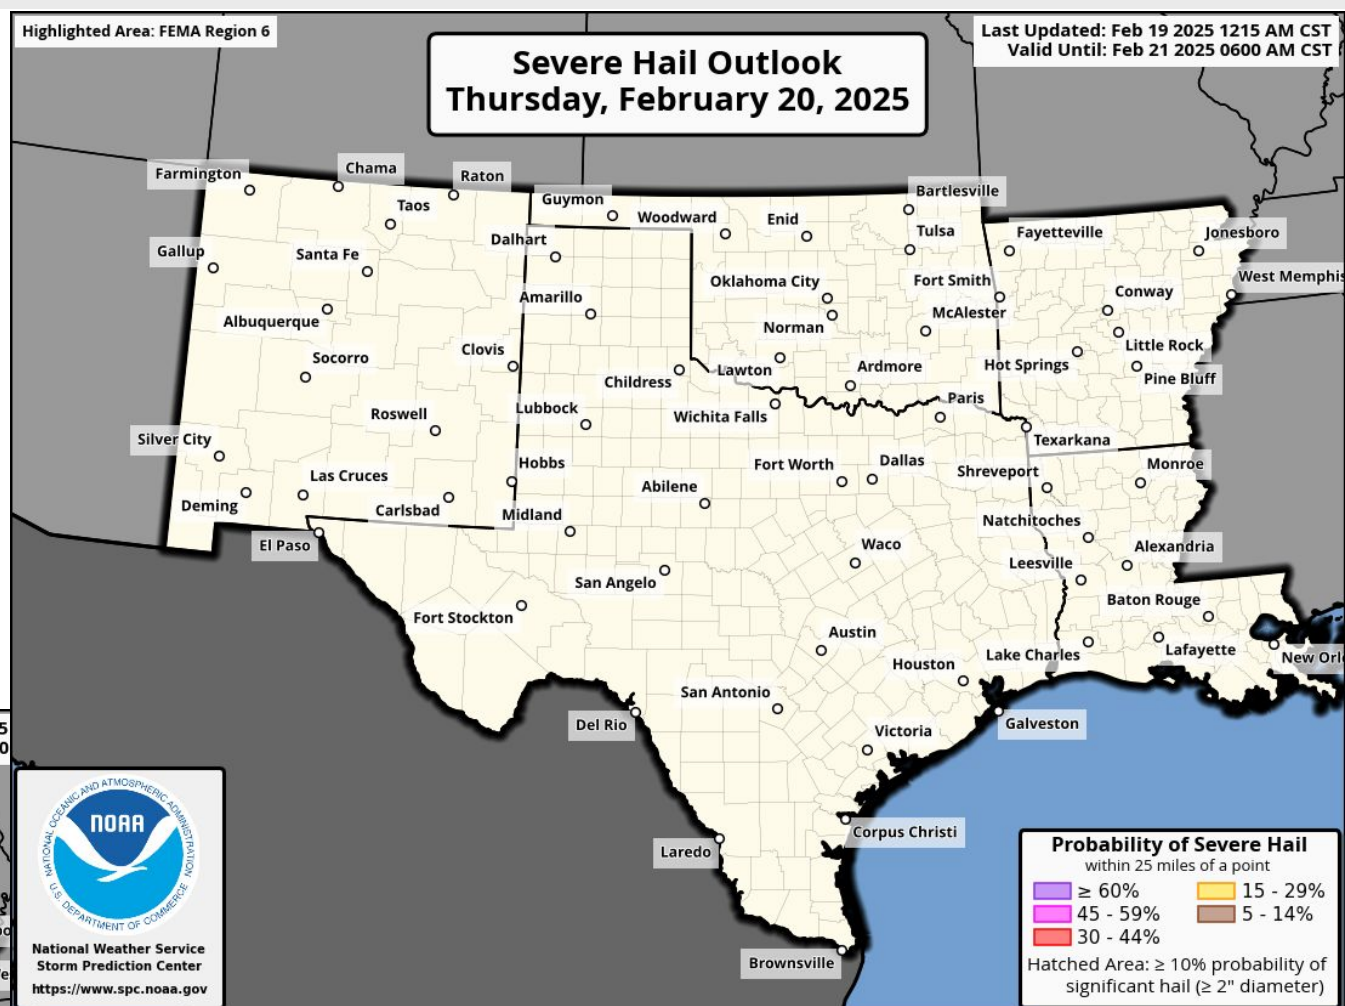 Highlighted Area: FEMA Region 6
Last Updated: Feb 19 2025 1215 AM CST
Valid Until: Feb 21 2025 0600 AM CST
Severe Hail Outlook
Thursday, February 20, 2025
Farmington
Chama
Raton
Taos
Guymon
Woodward
Enid
Bartlesville
Tulsa
Fayetteville
Jonesboro
Gallup
Santa Fe
Dalhart
Oklahoma City
Fort Smith
West Memphis
Albuquerque
Amarillo
Norman
McAlester
Conway
Little Rock
Socorro
Clovis
Childress
Lawton
Ardmore
Hot Springs
Pine Bluff
Roswell
Lubbock
Wichita Falls
Paris
Texarkana
Silver City
Las Cruces
Hobbs
Abilene
Fort Worth
Dallas
Shreveport
Monroe
Deming
Carlsbad
Midland
El Paso
Natchitoches
Waco
Alexandria
San Angelo
Leesville
Fort Stockton
Baton Rouge
Austin
Houston
Lake Charles
Lafayette
New Orl
San Antonio
Del Rio
Victoria
Galveston
Laredo
Corpus Christi
Brownsville
NATIONAL OCEANIC AND ATMOSPHERIC ADMINISTRATION
NOAA
U.S. DEPARTMENT OF COMMERCE
National Weather Service
Storm Prediction Center
https://www.spc.noaa.gov
Probability of Severe Hail
within 25 miles of a point
≥ 60%
15 - 29%
45 - 59%
5 - 14%
30 - 44%
Hatched Area: ≥ 10% probability of
significant hail (≥ 2" diameter)